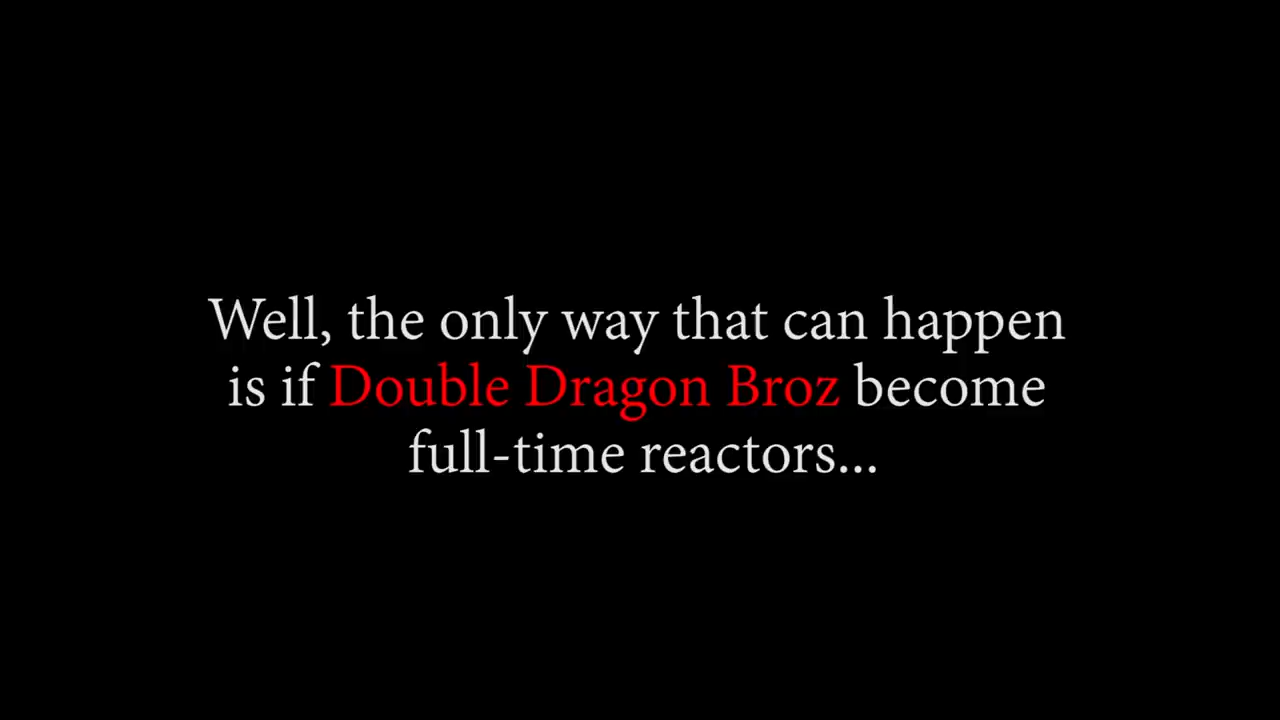 Well, the only way that can happen
is if Double Dragon Broz become
full-time reactors...